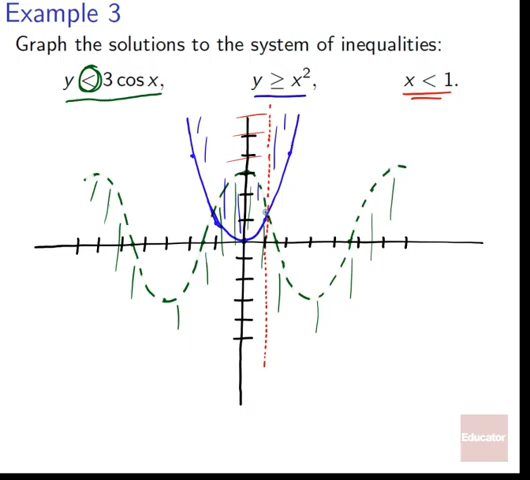 Example 3
Graph the solutions to the system of inequalities:
y < 3 cos x, y ≥ x², x < 1.
Educator